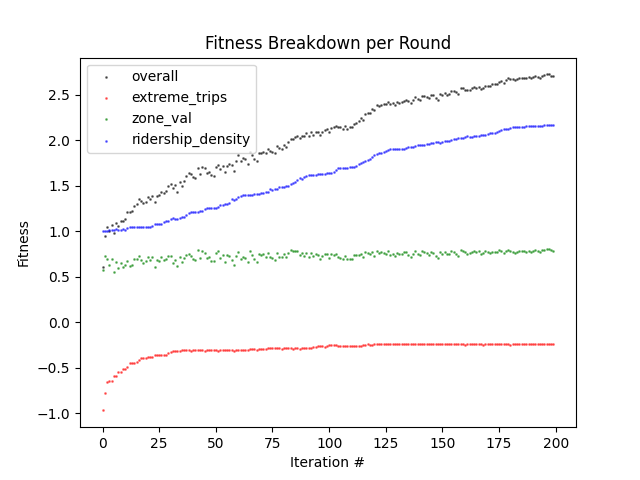 Fitness Breakdown per Round
overall
extreme_trips
zone_val
ridership_density
Fitness
2.5
2.0
1.5
1.0
0.5
0.0
−0.5
−1.0
0 25 50 75 100 125 150 175 200
Iteration #